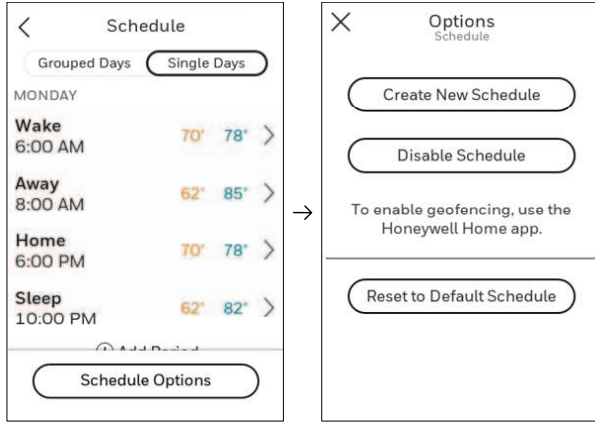 Schedule
Grouped Days Single Days
MONDAY
Wake
6:00 AM 70° 78°
Away
8:00 AM 62° 85°
Home
6:00 PM 70° 78°
Sleep
10:00 PM 62° 82°
Add Period
Schedule Options
Options
Schedule
Create New Schedule
Disable Schedule
To enable geofencing, use the
Honeywell Home app.
Reset to Default Schedule